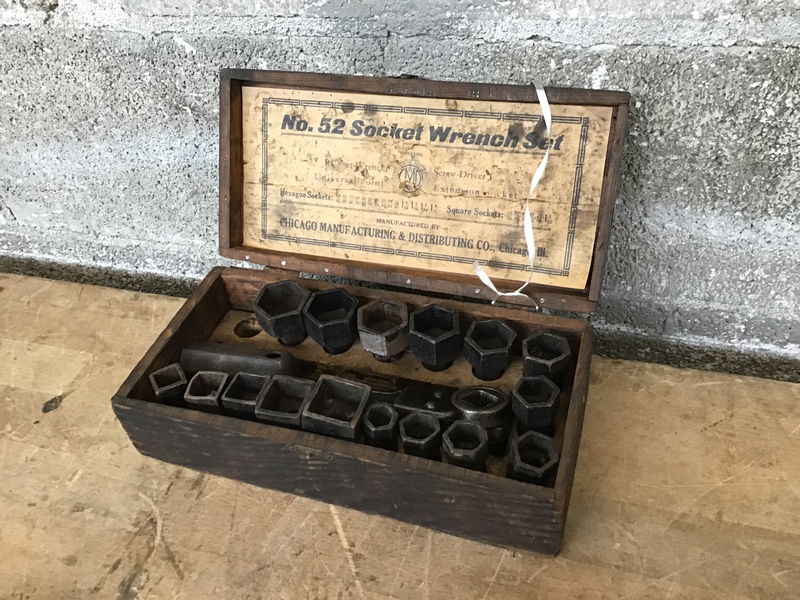 No. 52 Socket Wrench Set
Wrench Screw-Driver
Universal Joint Extension
Hexagon Sockets: Square Sockets:
MANUFACTURED BY
CHICAGO MANUFACTURING & DISTRIBUTING CO., Chicago, Ill.